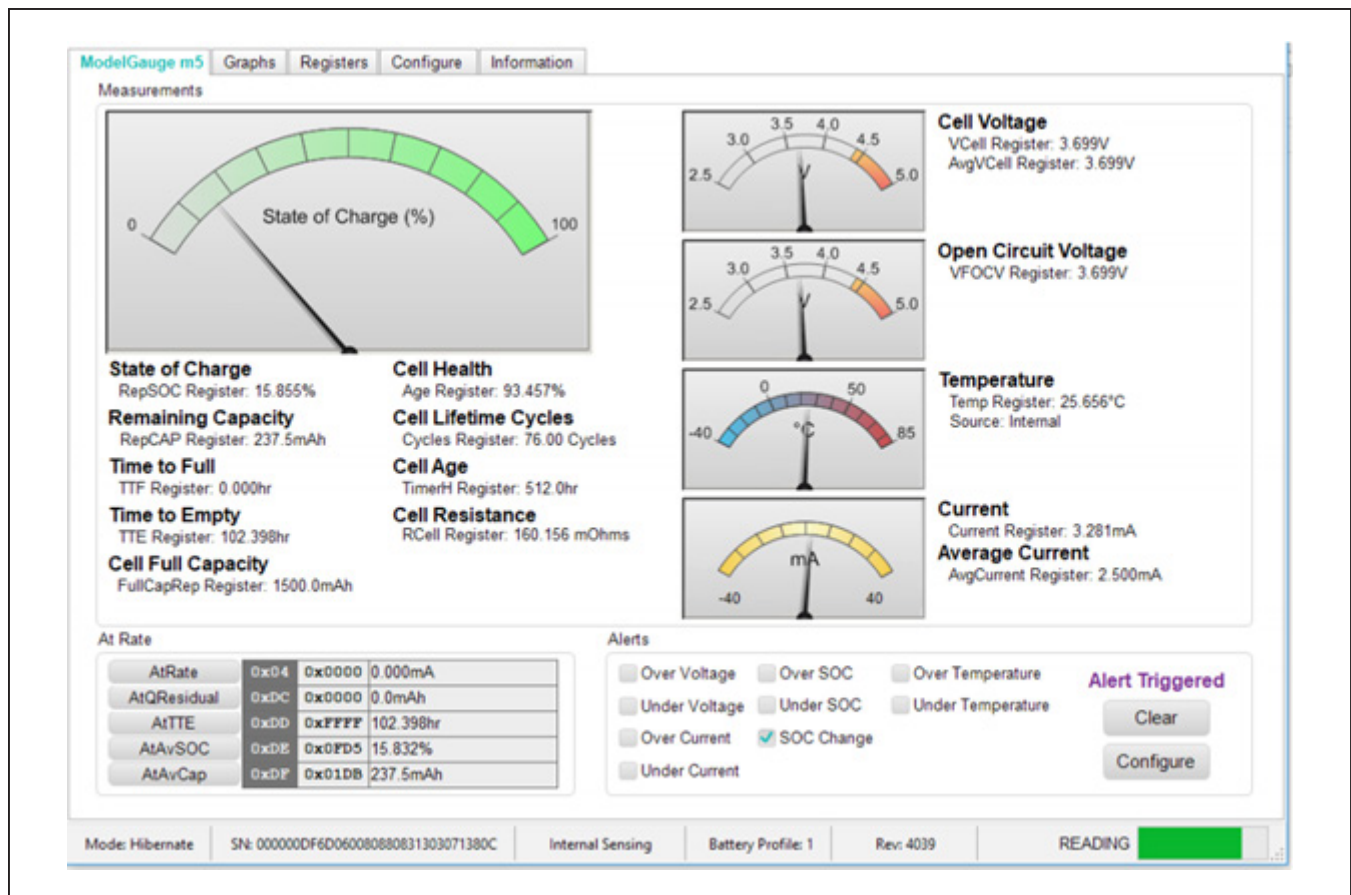 ModelGauge m5 Graphs Registers Configure Information
Measurements
0
State of Charge (%)
100
State of Charge
RepSOC Register: 15.855%
Remaining Capacity
RepCAP Register: 237.5mAh
Time to Full
TTF Register: 0.000hr
Time to Empty
TTE Register: 102.398hr
Cell Full Capacity
FullCapRep Register: 1500.0mAh
Cell Health
Age Register: 93.457%
Cell Lifetime Cycles
Cycles Register: 76.00 Cycles
Cell Age
TimerH Register: 512.0hr
Cell Resistance
RCell Register: 160.156 mOhms
2.5 3.0 3.5 4.0 4.5 5.0
V
Cell Voltage
VCell Register: 3.699V
AvgVCell Register: 3.699V
2.5 3.0 3.5 4.0 4.5 5.0
V
Open Circuit Voltage
VFOCV Register: 3.699V
-40 0 50 85
°C
Temperature
Temp Register: 25.656°C
Source: Internal
mA
-40 40
Current
Current Register: 3.281mA
Average Current
AvgCurrent Register: 2.500mA
At Rate
AtRate 0x04 0x0000 0.000mA
AtQResidual 0xDC 0x0000 0.0mAh
AtTTE 0xDD 0xFFFF 102.398hr
AtAvSOC 0xDE 0x0FD5 15.832%
AtAvCap 0xDF 0x01DB 237.5mAh
Alerts
Over Voltage Over SOC Over Temperature
Under Voltage Under SOC Under Temperature
Over Current SOC Change
Under Current
Alert Triggered
Clear
Configure
Mode: Hibernate SN: 000000DF6D060080880831303071380C Internal Sensing Battery Profile: 1 Rev: 4039 READING